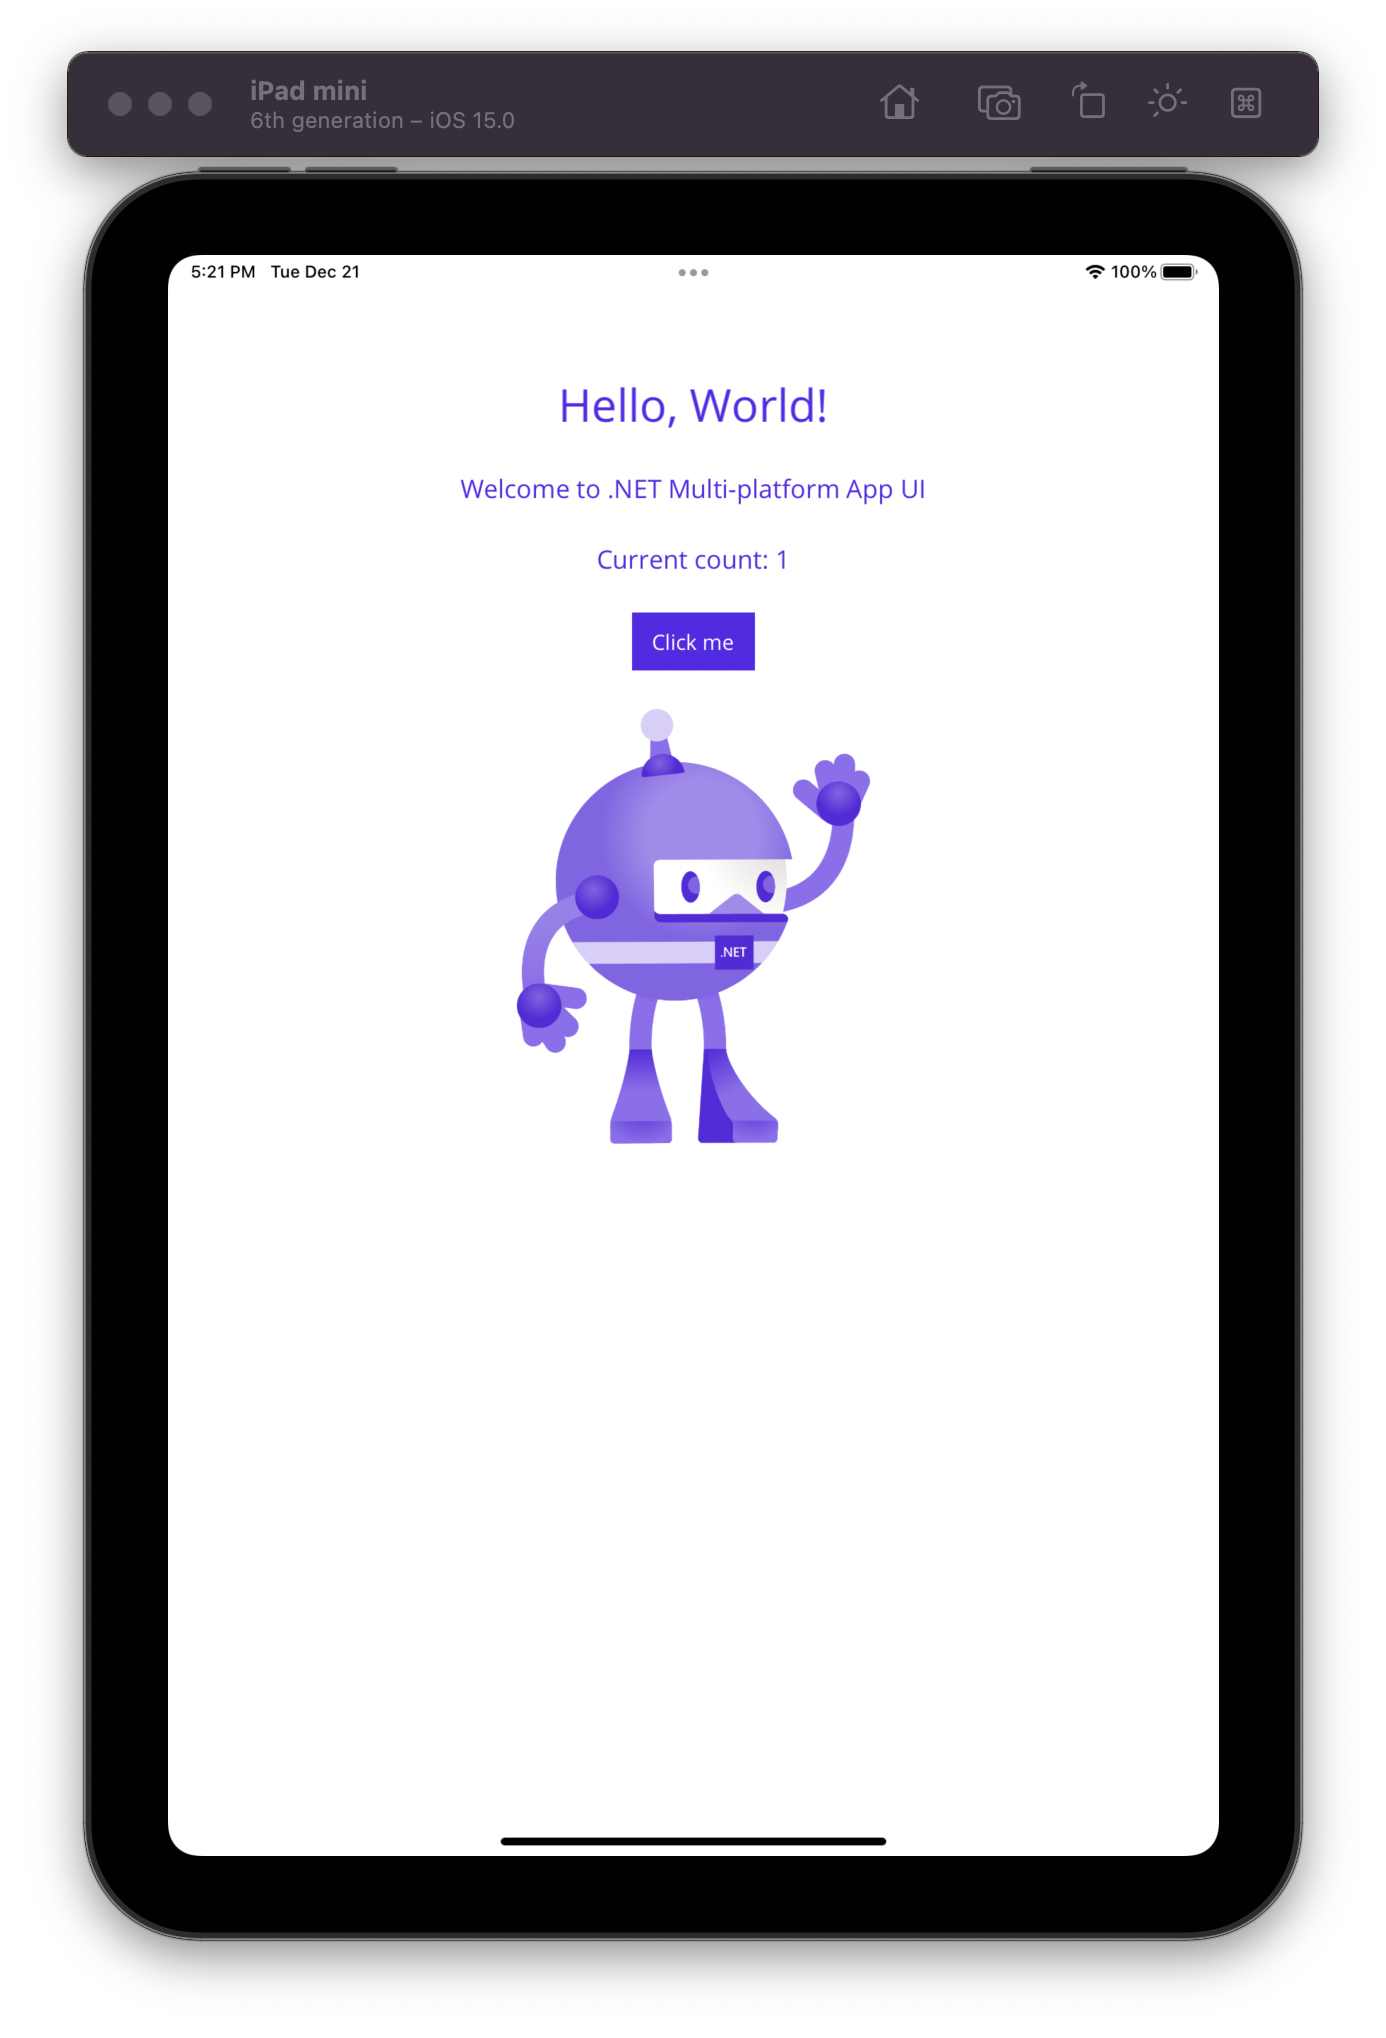 iPad mini
6th generation – iOS 15.0
5:21 PM Tue Dec 21
100%
Hello, World!
Welcome to .NET Multi-platform App UI
Current count: 1
Click me
.NET